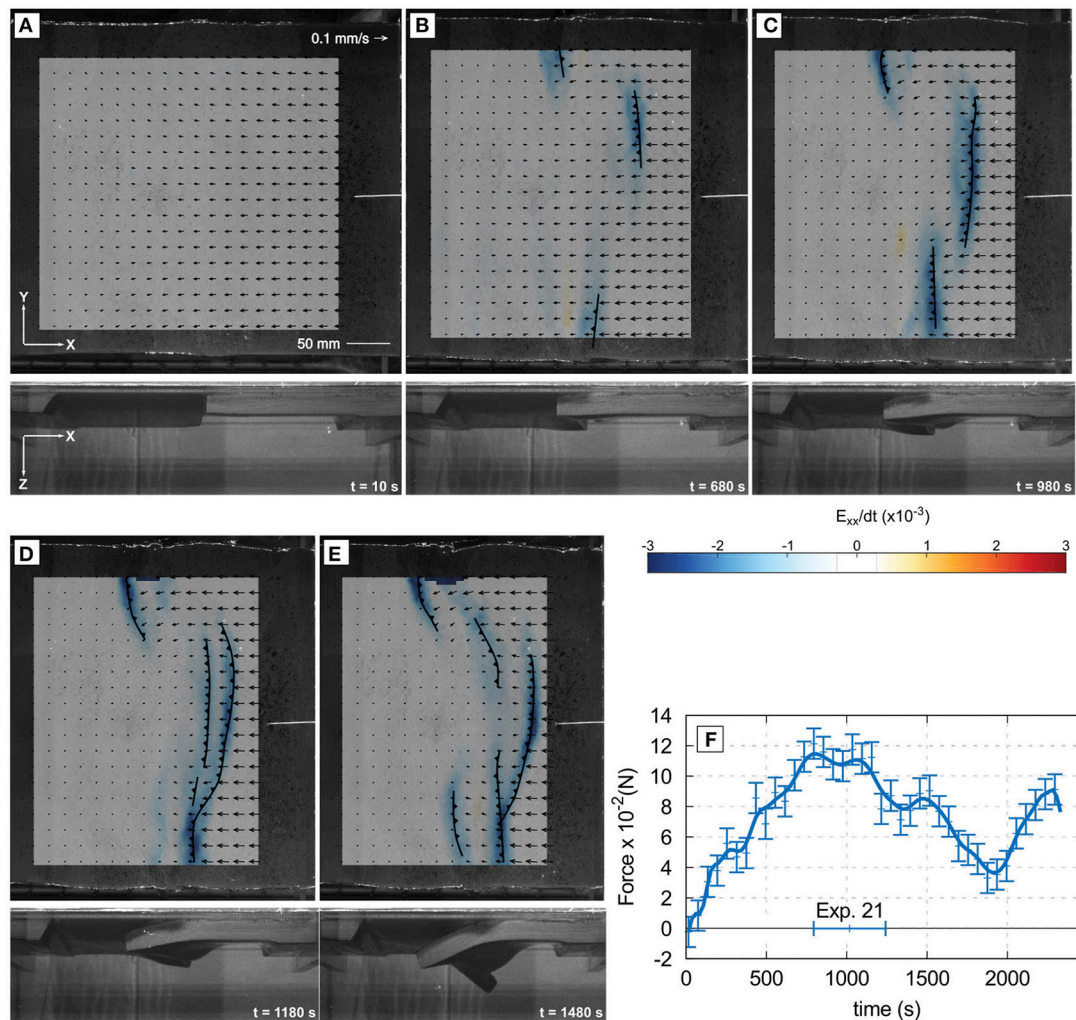 A
0.1 mm/s
B
C
Y
X
50 mm
X
Z
t = 10 s
t = 680 s
t = 980 s
D
E
E_xx/dt (x10^-3)
-3 -2 -1 0 1 2 3
t = 1180 s
t = 1480 s
F
Force x 10^-2 (N)
14
12
10
8
6
4
2
0
-2
Exp. 21
0 500 1000 1500 2000
time (s)